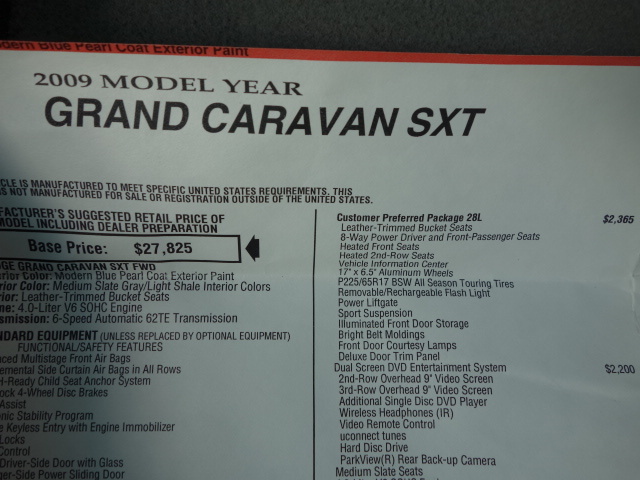 Modern Blue Pearl Coat Exterior Paint
2009 MODEL YEAR
GRAND CARAVAN SXT
CLE IS MANUFACTURED TO MEET SPECIFIC UNITED STATES REQUIREMENTS. THIS
S NOT MANUFACTURED FOR SALE OR REGISTRATION OUTSIDE OF THE UNITED STATES.
FACTURER'S SUGGESTED RETAIL PRICE OF
MODEL INCLUDING DEALER PREPARATION
Base Price: $27,825
DGE GRAND CARAVAN SXT FWD
rior Color: Modern Blue Pearl Coat Exterior Paint
rior Color: Medium Slate Gray/Light Shale Interior Colors
rior: Leather-Trimmed Bucket Seats
ne: 4.0-Liter V6 SOHC Engine
smission: 6-Speed Automatic 62TE Transmission
NDARD EQUIPMENT (UNLESS REPLACED BY OPTIONAL EQUIPMENT)
FUNCTIONAL/SAFETY FEATURES
nced Multistage Front Air Bags
emental Side Curtain Air Bags in All Rows
H-Ready Child Seat Anchor System
ock 4-Wheel Disc Brakes
Assist
onic Stability Program
e Keyless Entry with Engine Immobilizer
Locks
Control
Driver-Side Door with Glass
ger-Side Power Sliding Door
Customer Preferred Package 28L $2,365
Leather-Trimmed Bucket Seats
8-Way Power Driver and Front-Passenger Seats
Heated Front Seats
Heated 2nd-Row Seats
Vehicle Information Center
17" x 6.5" Aluminum Wheels
P225/65R17 BSW All Season Touring Tires
Removable/Rechargeable Flash Light
Power Liftgate
Sport Suspension
Illuminated Front Door Storage
Bright Belt Moldings
Front Door Courtesy Lamps
Deluxe Door Trim Panel
Dual Screen DVD Entertainment System $2,200
2nd-Row Overhead 9" Video Screen
3rd-Row Overhead 9" Video Screen
Additional Single Disc DVD Player
Wireless Headphones (IR)
Video Remote Control
uconnect tunes
Hard Disc Drive
ParkView(R) Rear Back-up Camera
Medium Slate Seats